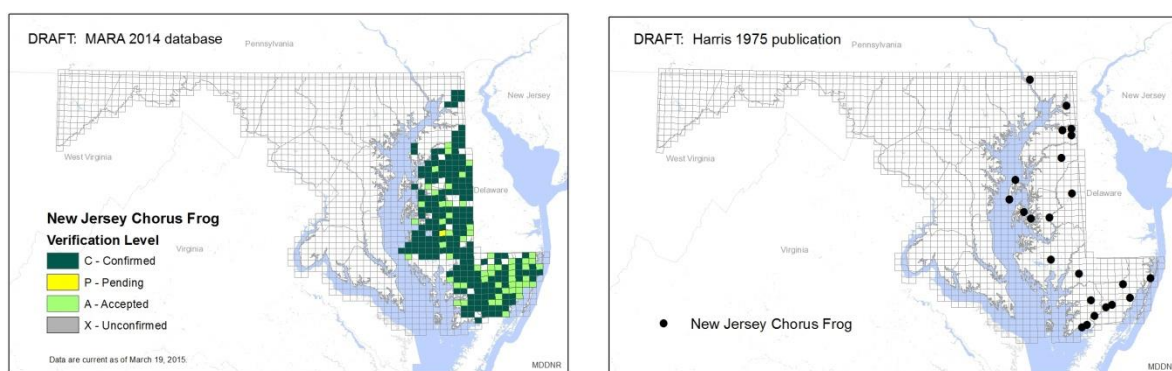 DRAFT: MARA 2014 database
Pennsylvania
New Jersey
West Virginia
Delaware
Virginia
New Jersey Chorus Frog
Verification Level
C - Confirmed
P - Pending
A - Accepted
X - Unconfirmed
Data are current as of March 19, 2015.
MDDNR
DRAFT: Harris 1975 publication
Pennsylvania
New Jersey
West Virginia
Delaware
Virginia
New Jersey Chorus Frog
MDDNR